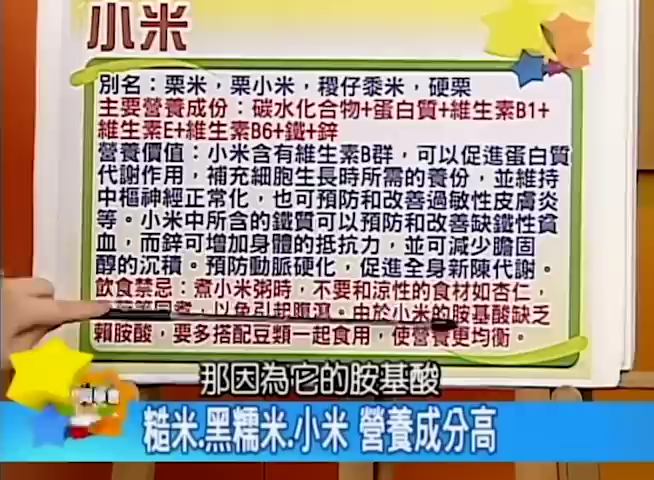 小米
別名：粟米，粟小米，稷仔黍米，硬粟
主要營養成份：碳水化合物+蛋白質+維生素B1+
維生素E+維生素B6+鐵+鋅
營養價值：小米含有維生素B群，可以促進蛋白質
代謝作用，補充細胞生長時所需的養份，並維持
中樞神經正常化，也可預防和改善過敏性皮膚炎
等。小米中所含的鐵質可以預防和改善缺鐵性貧
血，而鋅可增加身體的抵抗力，並可減少膽固
醇的沉積。預防動脈硬化，促進全身新陳代謝。
飲食禁忌：煮小米粥時，不要和涼性的食材如杏仁，
以免引起腹瀉。由於小米的胺基酸缺乏
賴胺酸，要多搭配豆類一起食用，使營養更均衡。
那因為它的胺基酸
糙米.黑糯米.小米 營養成分高